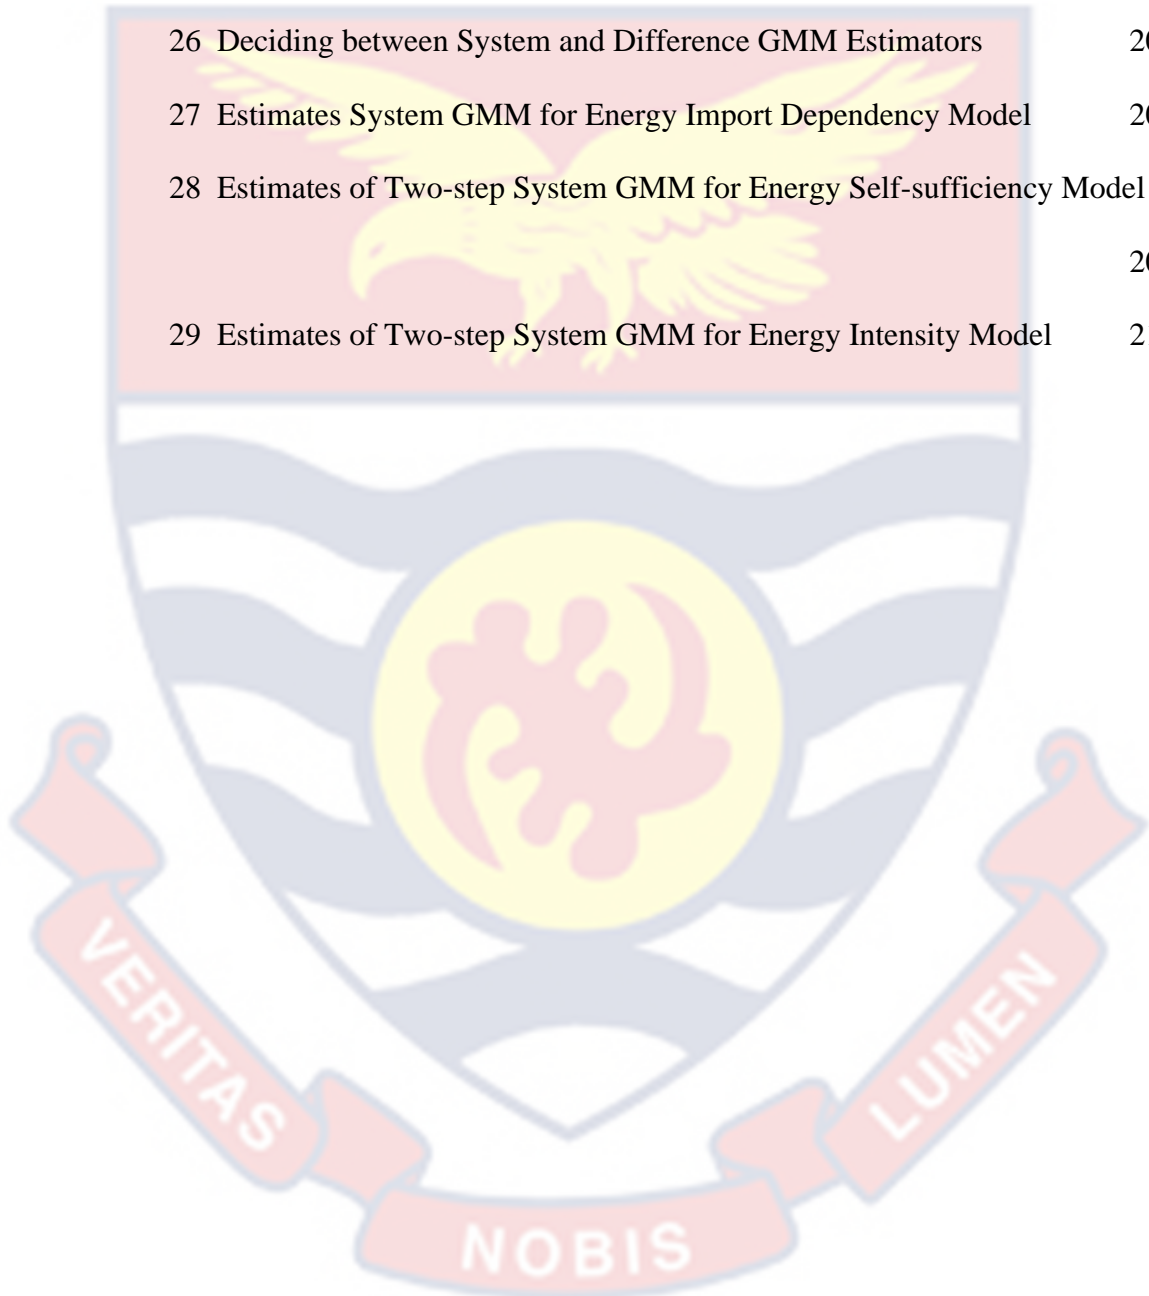 26 Deciding between System and Difference GMM Estimators
27 Estimates System GMM for Energy Import Dependency Model
28 Estimates of Two-step System GMM for Energy Self-sufficiency Model
29 Estimates of Two-step System GMM for Energy Intensity Model
VERITAS
NOBIS
LUMEN